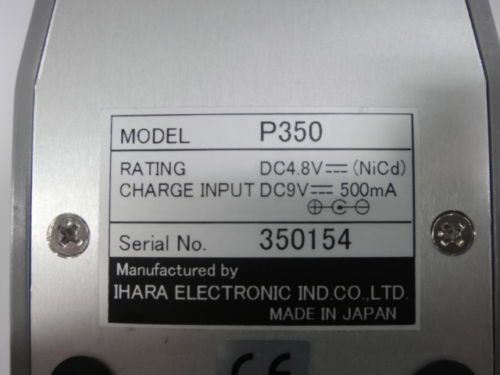 MODEL P350
RATING DC4.8V⎓ (NiCd)
CHARGE INPUT DC9V⎓ 500mA
Serial No. 350154
Manufactured by
IHARA ELECTRONIC IND.CO.,LTD.
MADE IN JAPAN
CE